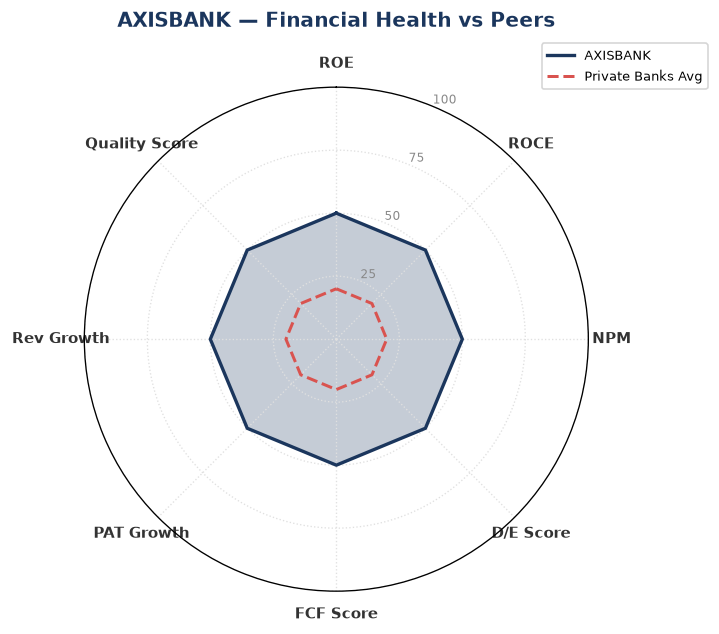 AXISBANK — Financial Health vs Peers
AXISBANK
Private Banks Avg
ROE
100
Quality Score
ROCE
75
50
25
Rev Growth
NPM
PAT Growth
D/E Score
FCF Score